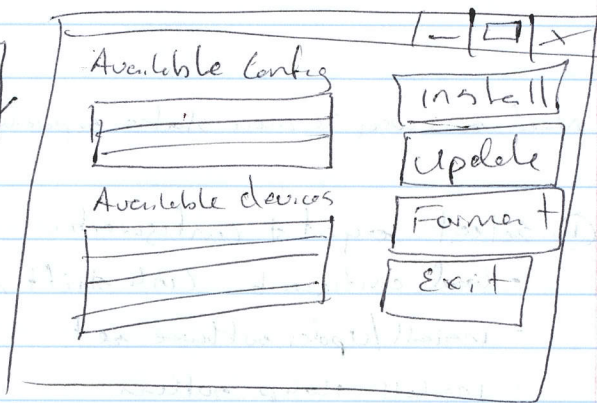 Available Config
Install
Update
Available devices
Format
Exit